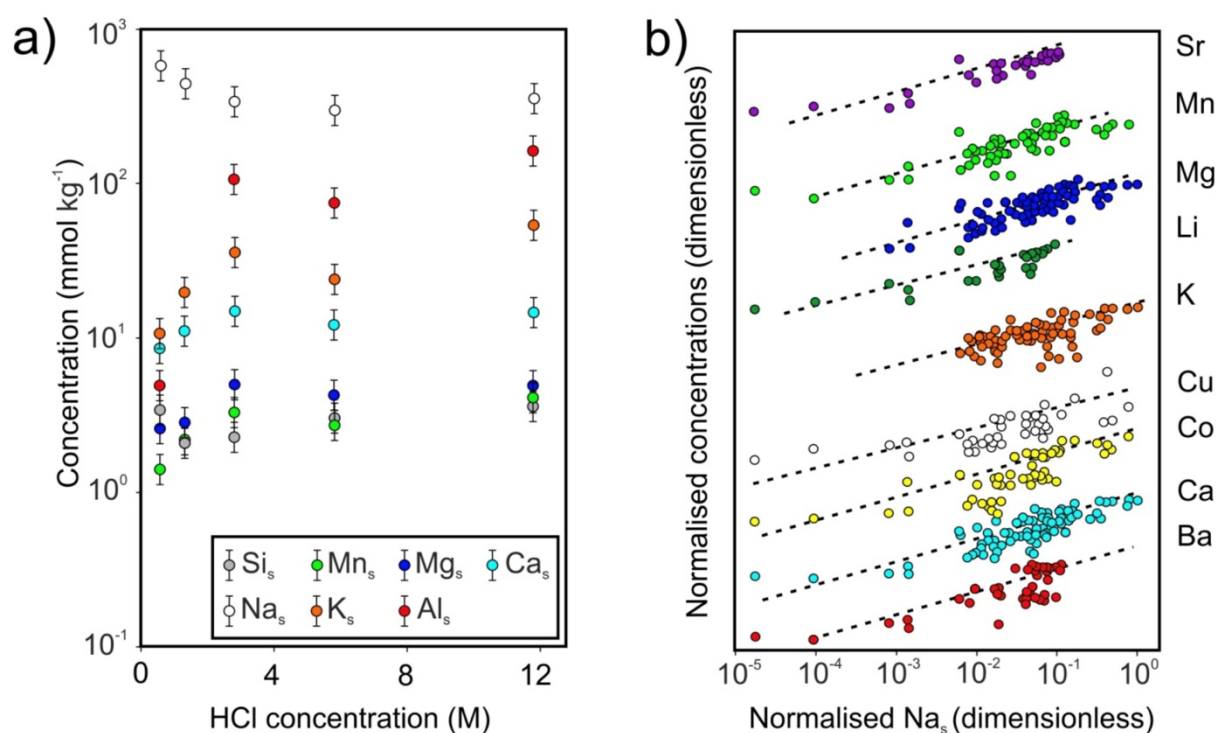 a)
10³
10²
10¹
10⁰
10⁻¹
Concentration (mmol kg⁻¹)
Siₛ Mnₛ Mgₛ Caₛ
Naₛ Kₛ Alₛ
0 4 8 12
HCl concentration (M)
b)
Normalised concentrations (dimensionless)
Sr
Mn
Mg
Li
K
Cu
Co
Ca
Ba
10⁻⁵ 10⁻⁴ 10⁻³ 10⁻² 10⁻¹ 10⁰
Normalised Naₛ (dimensionless)